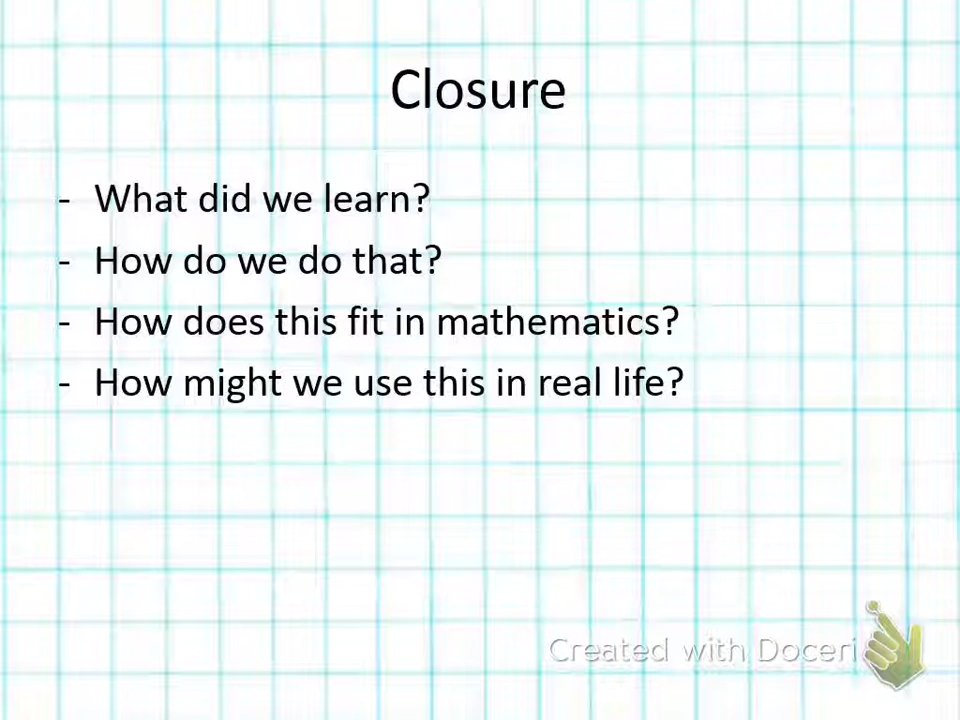 Closure
- What did we learn?
- How do we do that?
- How does this fit in mathematics?
- How might we use this in real life?
Created with Doceri